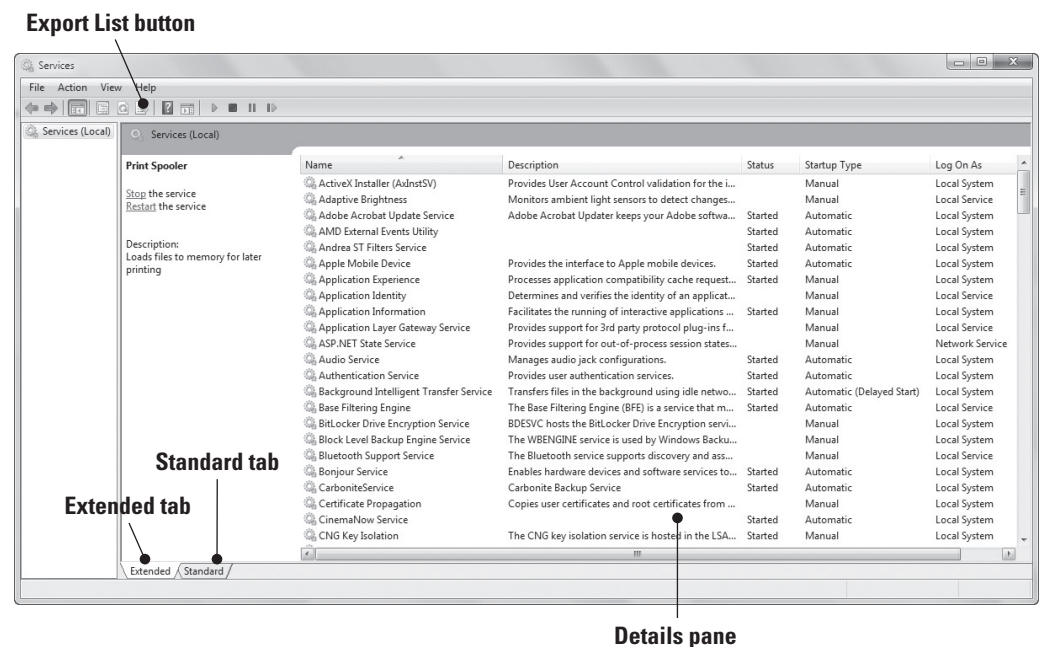 Export List button
Services
File Action View Help
Services (Local)
Services (Local)
Print Spooler
Stop the service
Restart the service
Description:
Loads files to memory for later
printing
Name Description Status Startup Type Log On As
ActiveX Installer (AxInstSV) Provides User Account Control validation for the i... Manual Local System
Adaptive Brightness Monitors ambient light sensors to detect changes... Manual Local Service
Adobe Acrobat Update Service Adobe Acrobat Updater keeps your Adobe softwa... Started Automatic Local System
AMD External Events Utility Started Automatic Local System
Andrea ST Filters Service Started Automatic Local System
Apple Mobile Device Provides the interface to Apple mobile devices. Started Automatic Local System
Application Experience Processes application compatibility cache request... Started Manual Local System
Application Identity Determines and verifies the identity of an applicat... Manual Local Service
Application Information Facilitates the running of interactive applications ... Started Manual Local System
Application Layer Gateway Service Provides support for 3rd party protocol plug-ins f... Manual Local Service
ASP.NET State Service Provides support for out-of-process session states... Manual Network Service
Audio Service Manages audio jack configurations. Started Automatic Local System
Authentication Service Provides user authentication services. Started Automatic Local System
Background Intelligent Transfer Service Transfers files in the background using idle netwo... Started Automatic (Delayed Start) Local System
Base Filtering Engine The Base Filtering Engine (BFE) is a service that m... Started Automatic Local Service
BitLocker Drive Encryption Service BDESVC hosts the BitLocker Drive Encryption servi... Manual Local System
Block Level Backup Engine Service The WBENGINE service is used by Windows Backu... Manual Local System
Bluetooth Support Service The Bluetooth service supports discovery and ass... Manual Local Service
Bonjour Service Enables hardware devices and software services to... Started Automatic Local System
CarboniteService Carbonite Backup Service Started Automatic Local System
Certificate Propagation Copies user certificates and root certificates from ... Manual Local System
CinemaNow Service Started Automatic Local System
CNG Key Isolation The CNG key isolation service is hosted in the LSA... Started Manual Local System
Standard tab
Extended tab
Extended Standard
Details pane